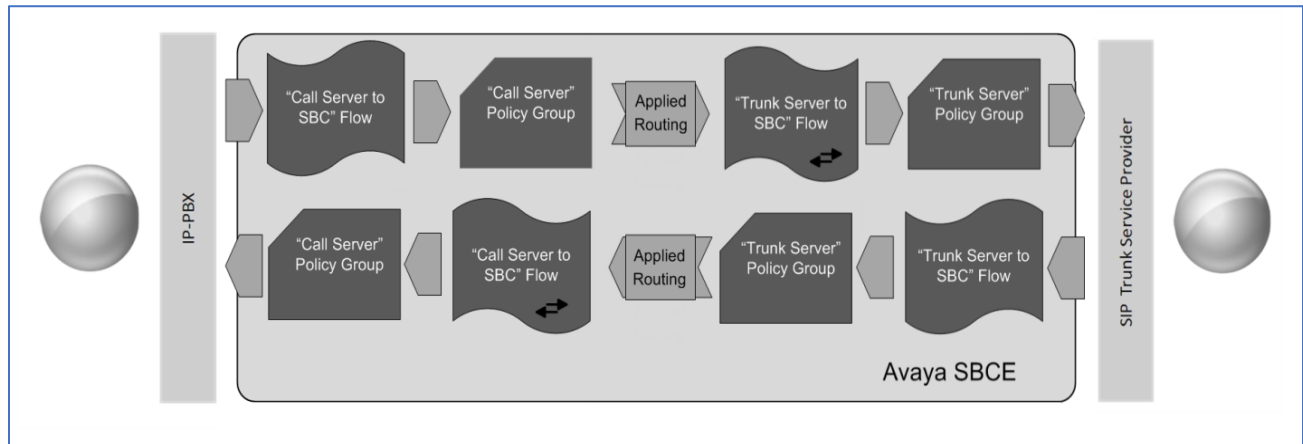 IP-PBX
“Call Server to
SBC” Flow
“Call Server”
Policy Group
Applied
Routing
“Trunk Server to
SBC” Flow
“Trunk Server”
Policy Group
“Call Server”
Policy Group
“Call Server to
SBC” Flow
Applied
Routing
“Trunk Server”
Policy Group
“Trunk Server to
SBC” Flow
Avaya SBCE
SIP Trunk Service Provider